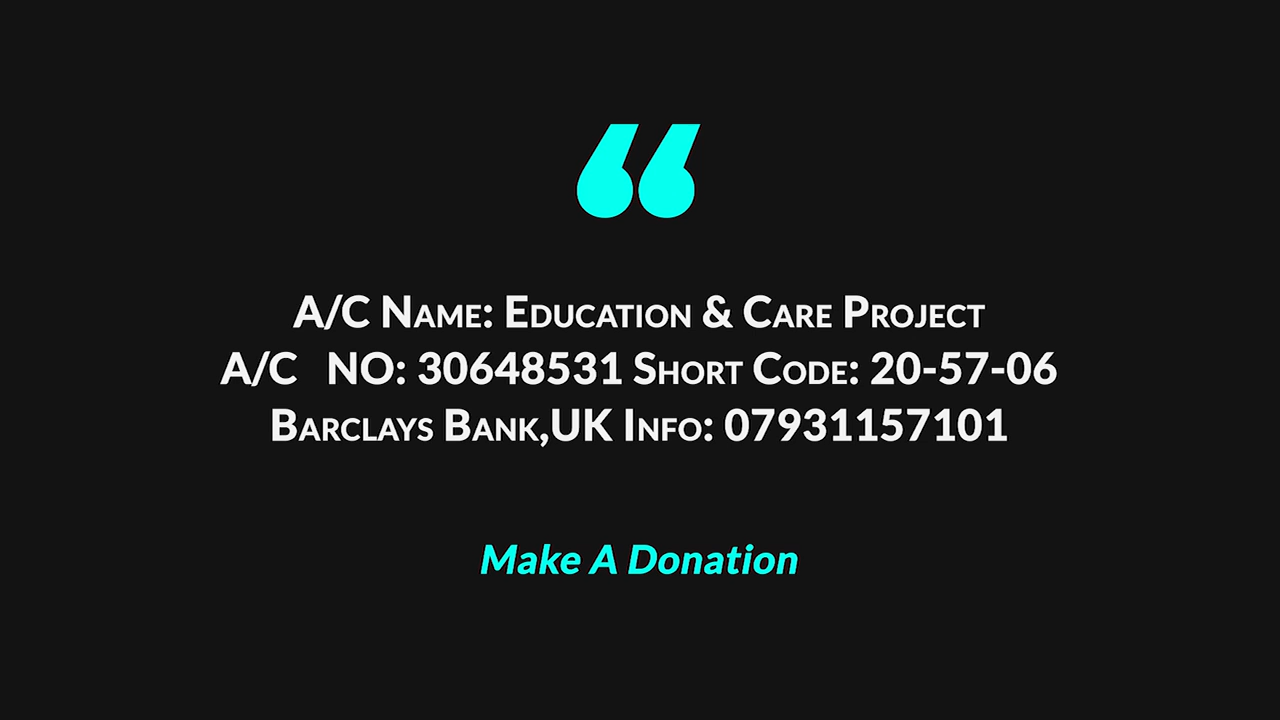 “
A/C Name: Education & Care Project
A/C NO: 30648531 Short Code: 20-57-06
Barclays Bank,UK Info: 07931157101
Make A Donation